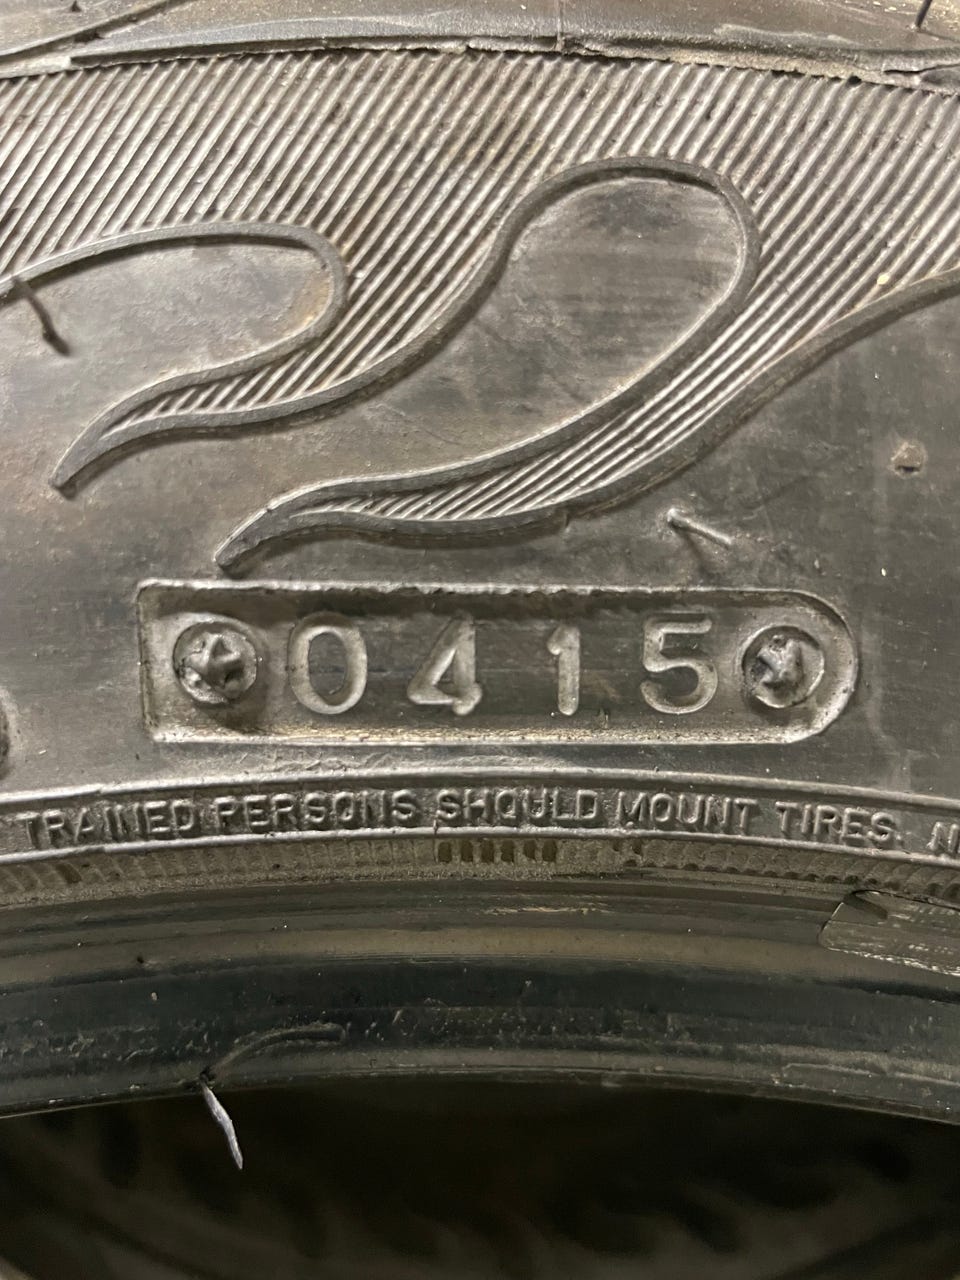 0415
TRAINED PERSONS SHOULD MOUNT TIRES.